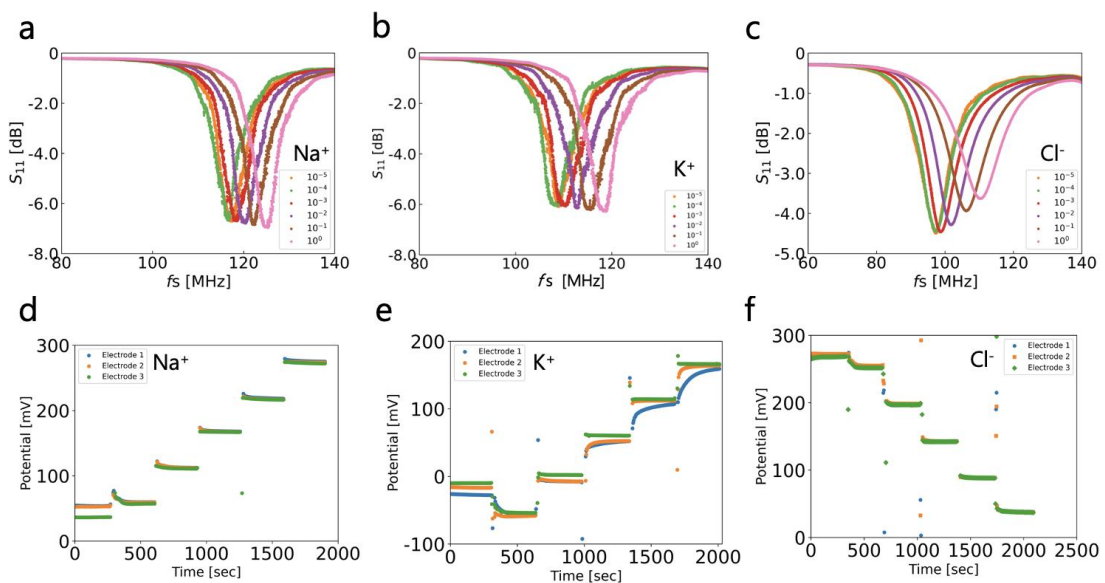 a
0
-2.0
-4.0
-6.0
-8.0
80
100
120
140
S11 [dB]
fs [MHz]
Na⁺
10⁻⁵
10⁻⁴
10⁻³
10⁻²
10⁻¹
10⁰
b
0
-2.0
-4.0
-6.0
-8.0
80
100
120
140
S11 [dB]
fs [MHz]
K⁺
10⁻⁵
10⁻⁴
10⁻³
10⁻²
10⁻¹
10⁰
c
0
-1.0
-2.0
-3.0
-4.0
-5.0
60
80
100
120
140
S11 [dB]
fs [MHz]
Cl⁻
10⁻⁵
10⁻⁴
10⁻³
10⁻²
10⁻¹
10⁰
d
300
200
100
0
0
500
1000
1500
2000
Potential [mV]
Time [sec]
Electrode 1
Electrode 2
Electrode 3
Na⁺
e
200
100
0
-100
0
500
1000
1500
2000
Potential [mV]
Time [sec]
Electrode 1
Electrode 2
Electrode 3
K⁺
f
300
200
100
0
0
500
1000
1500
2000
2500
Potential [mV]
Time [sec]
Cl⁻
Electrode 1
Electrode 2
Electrode 3